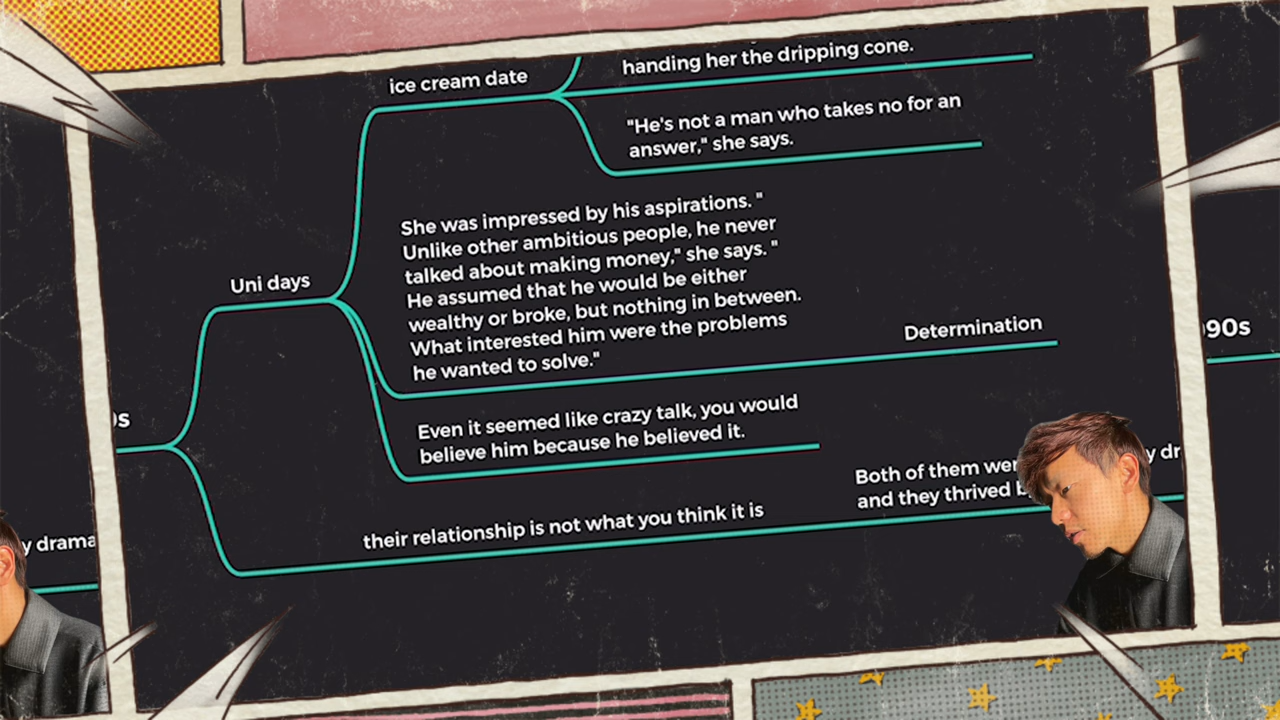 ice cream date
handing her the dripping cone.
"He's not a man who takes no for an
answer," she says.
She was impressed by his aspirations. "
Unlike other ambitious people, he never
talked about making money," she says. "
He assumed that he would be either
wealthy or broke, but nothing in between.
What interested him were the problems
he wanted to solve."
Uni days
Determination
Even it seemed like crazy talk, you would
believe him because he believed it.
Both of them
and they thrived
their relationship is not what you think it is
90s
y drama